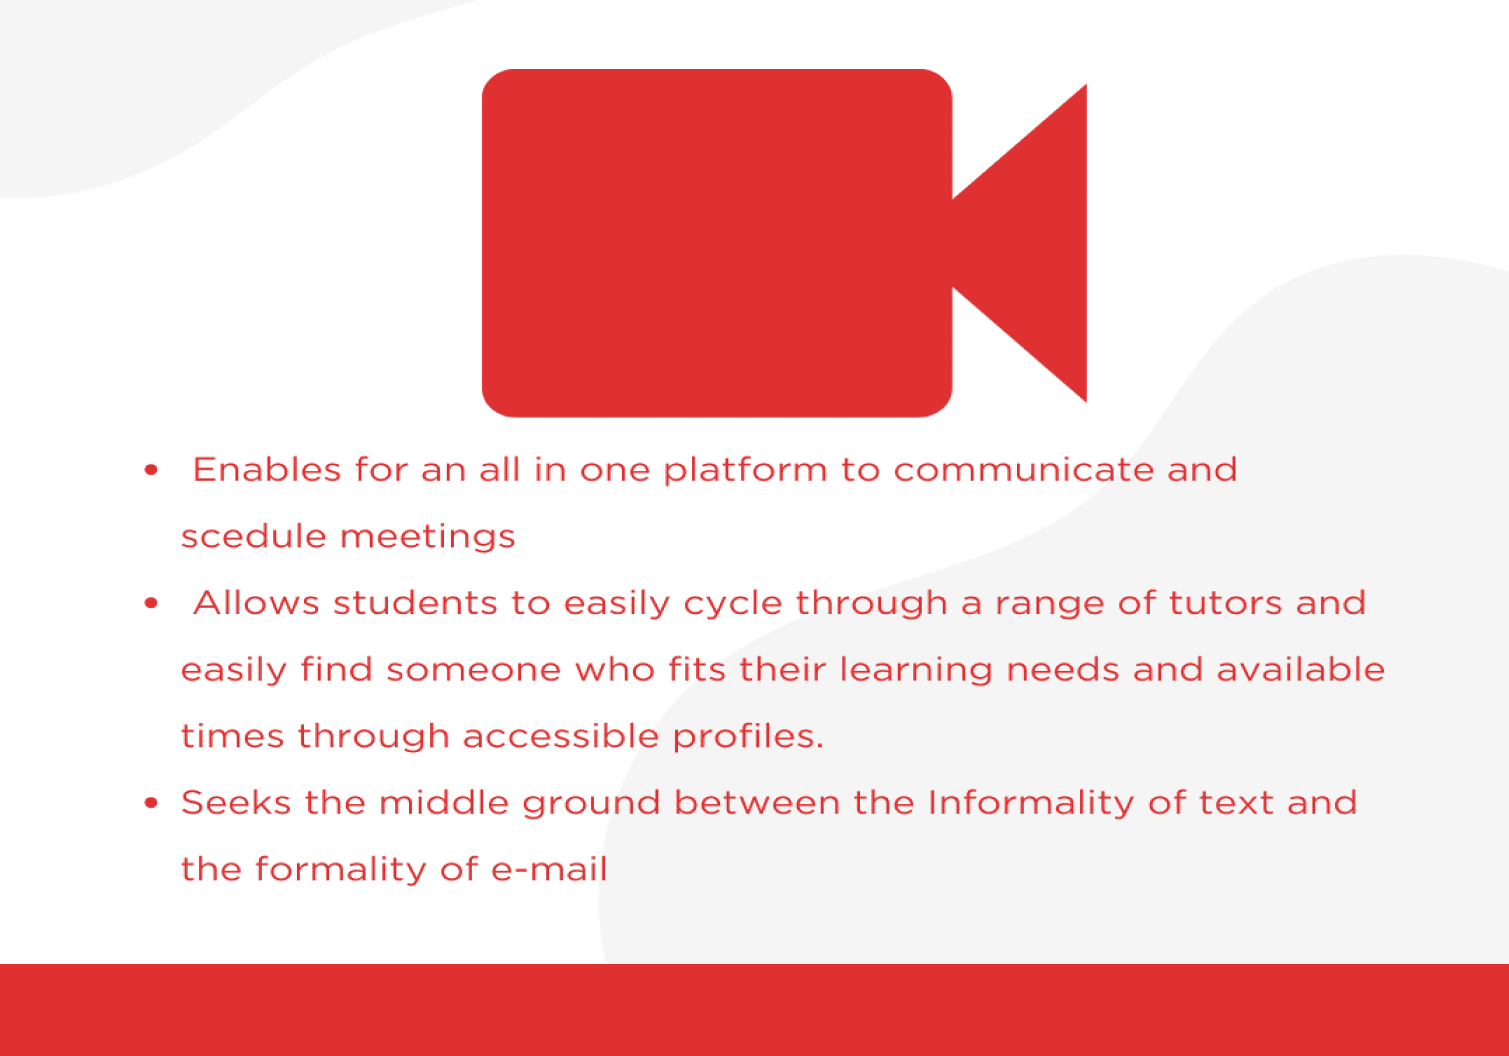 • Enables for an all in one platform to communicate and
scedule meetings
• Allows students to easily cycle through a range of tutors and
easily find someone who fits their learning needs and available
times through accessible profiles.
• Seeks the middle ground between the Informality of text and
the formality of e-mail